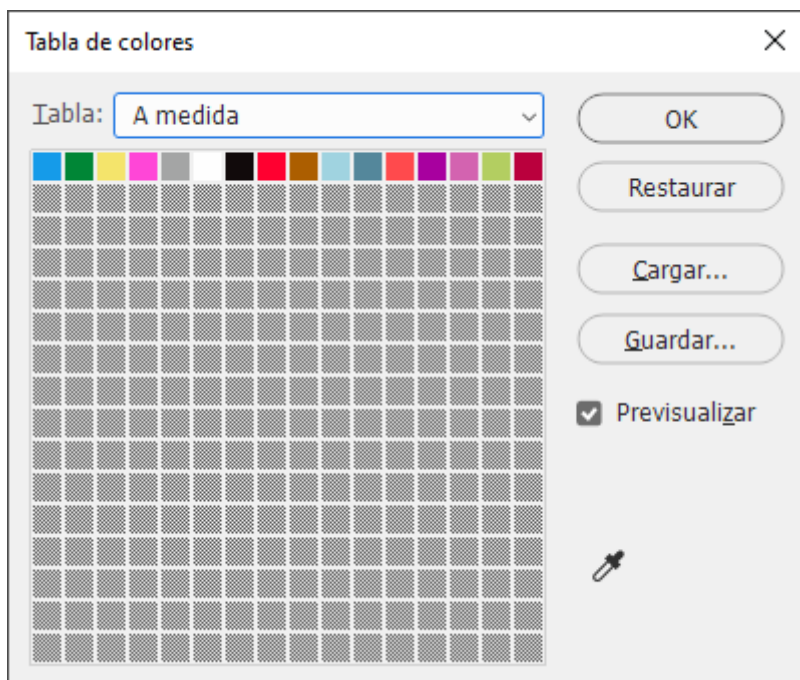 Tabla de colores
Tabla: A medida
OK
Restaurar
Cargar...
Guardar...
Previsualizar